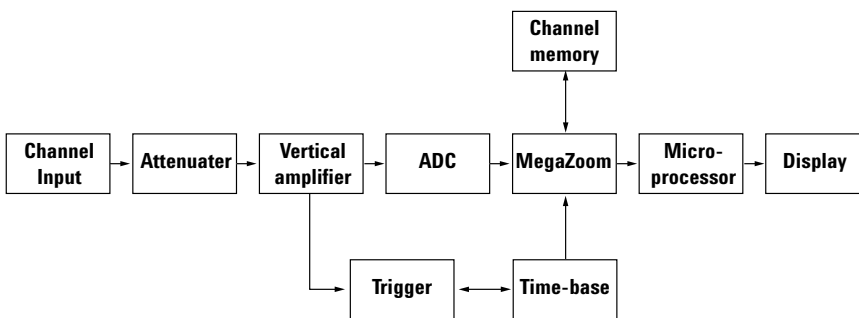 Channel
memory
Channel
Input
Attenuater
Vertical
amplifier
ADC
MegaZoom
Micro-
processor
Display
Trigger
Time-base